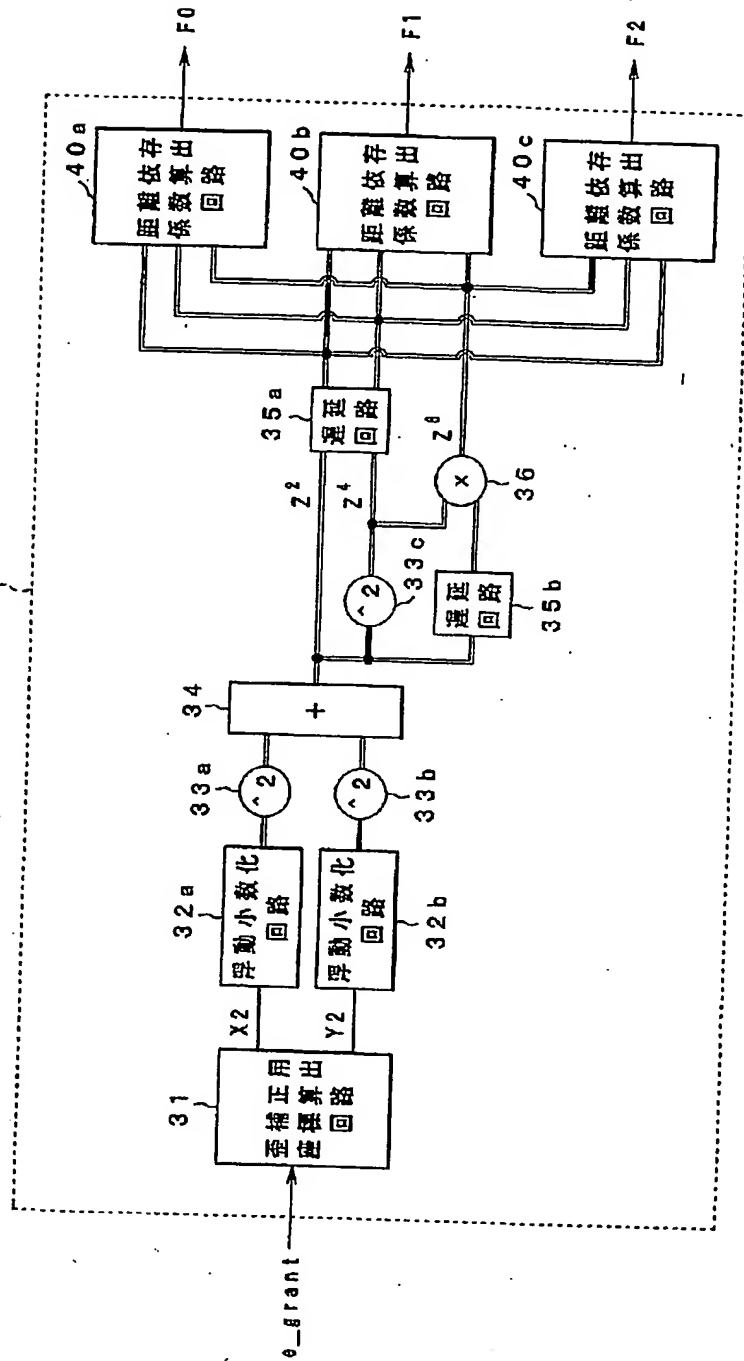 e_grant
31
歪補正用
座標算出
回路
X2
Y2
32a
浮動小数化
回路
32b
浮動小数化
回路
33a
^2
33b
^2
34
+
33c
^2
Z²
Z⁴
35a
遅延
回路
35b
遅延
回路
36
×
Z⁶
40a
距離依存
係数算出
回路
F0
40b
距離依存
係数算出
回路
F1
40c
距離依存
係数算出
回路
F2